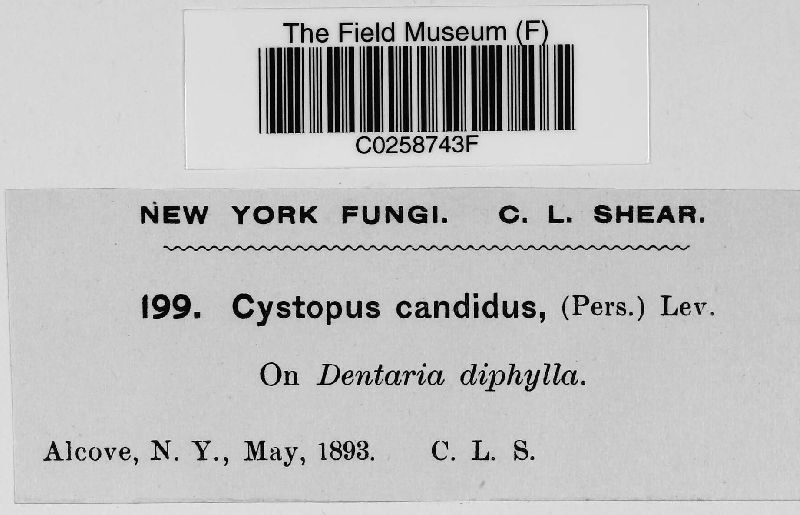 The Field Museum (F)
C0258743F
NEW YORK FUNGI. C. L. SHEAR.
199. Cystopus candidus, (Pers.) Lev.
On Dentaria diphylla.
Alcove, N. Y., May, 1893. C. L. S.